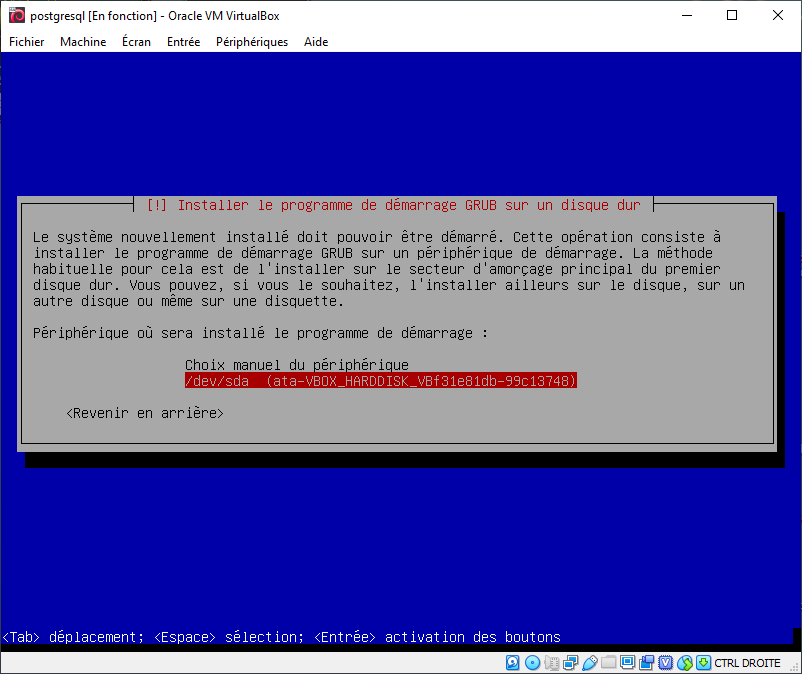 postgresql [En fonction] - Oracle VM VirtualBox
Fichier Machine Écran Entrée Périphériques Aide
[!] Installer le programme de démarrage GRUB sur un disque dur
Le système nouvellement installé doit pouvoir être démarré. Cette opération consiste à
installer le programme de démarrage GRUB sur un périphérique de démarrage. La méthode
habituelle pour cela est de l'installer sur le secteur d'amorçage principal du premier
disque dur. Vous pouvez, si vous le souhaitez, l'installer ailleurs sur le disque, sur un
autre disque ou même sur une disquette.
Périphérique où sera installé le programme de démarrage :
Choix manuel du périphérique
/dev/sda (ata-VBOX_HARDDISK_VBf31e81db-99c13748)
<Revenir en arrière>
<Tab> déplacement; <Espace> sélection; <Entrée> activation des boutons
CTRL DROITE